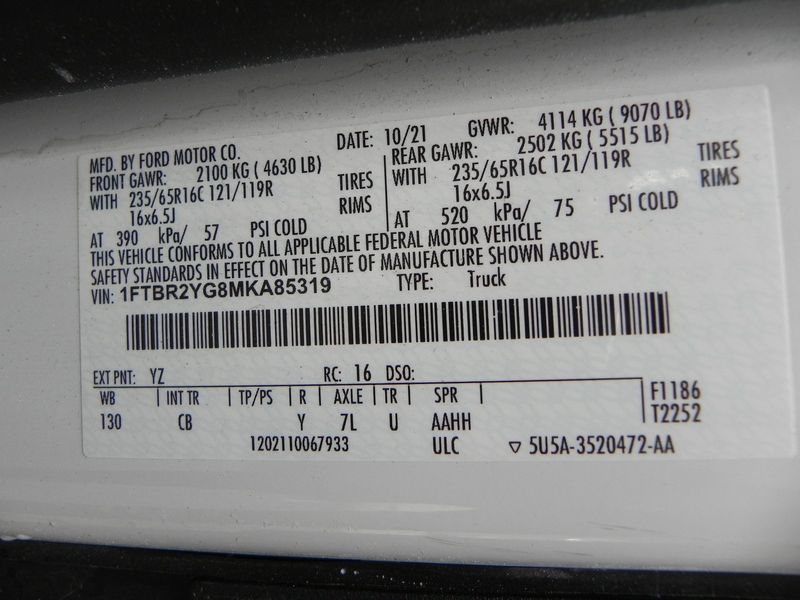 MFD. BY FORD MOTOR CO. DATE: 10/21 GVWR: 4114 KG ( 9070 LB)
FRONT GAWR: 2100 KG ( 4630 LB) REAR GAWR: 2502 KG ( 5515 LB)
WITH 235/65R16C 121/119R TIRES WITH 235/65R16C 121/119R TIRES
16x6.5J RIMS 16x6.5J RIMS
AT 390 kPa/ 57 PSI COLD AT 520 kPa/ 75 PSI COLD
THIS VEHICLE CONFORMS TO ALL APPLICABLE FEDERAL MOTOR VEHICLE
SAFETY STANDARDS IN EFFECT ON THE DATE OF MANUFACTURE SHOWN ABOVE.
VIN: 1FTBR2YG8MKA85319 TYPE: Truck
EXT PNT: YZ RC: 16 DSO:
WB INT TR TP/PS R AXLE TR SPR F1186
130 CB Y 7L U AAHH T2252
1202110067933 ULC ▽ 5U5A-3520472-AA